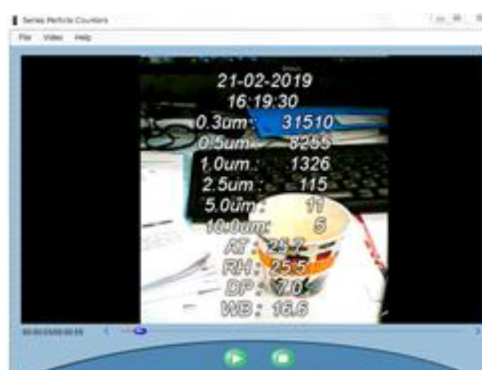 Series Particle Counters
File Video Help
21-02-2019
16:19:30
0.3um : 31510
0.5um : 8255
1.0um : 1326
2.5um : 115
5.0um : 11
10.0um: 5
AT : 25.7
RH : 25.5
DP : 7.0
WB : 16.6